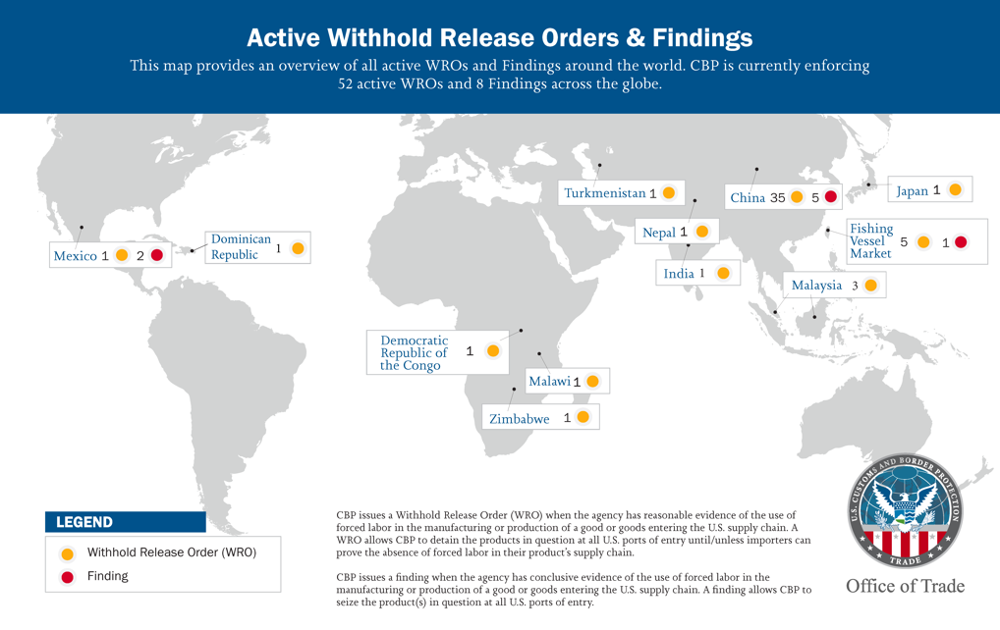 Active Withhold Release Orders & Findings
This map provides an overview of all active WROs and Findings around the world. CBP is currently enforcing
52 active WROs and 8 Findings across the globe.
Turkmenistan 1
China 35 5
Japan 1
Nepal 1
Fishing
Vessel
Market
5 1
Mexico 1 2
Dominican
Republic
1
India 1
Malaysia 3
Democratic
Republic of
the Congo
1
Malawi 1
Zimbabwe 1
LEGEND
Withhold Release Order (WRO)
Finding
CBP issues a Withhold Release Order (WRO) when the agency has reasonable evidence of the use of
forced labor in the manufacturing or production of a good or goods entering the U.S. supply chain. A
WRO allows CBP to detain the products in question at all U.S. ports of entry until/unless importers can
prove the absence of forced labor in their product's supply chain.
CBP issues a finding when the agency has conclusive evidence of the use of forced labor in the
manufacturing or production of a good or goods entering the U.S. supply chain. A finding allows CBP to
seize the product(s) in question at all U.S. ports of entry.
U.S. CUSTOMS AND BORDER PROTECTION
TRADE
Office of Trade